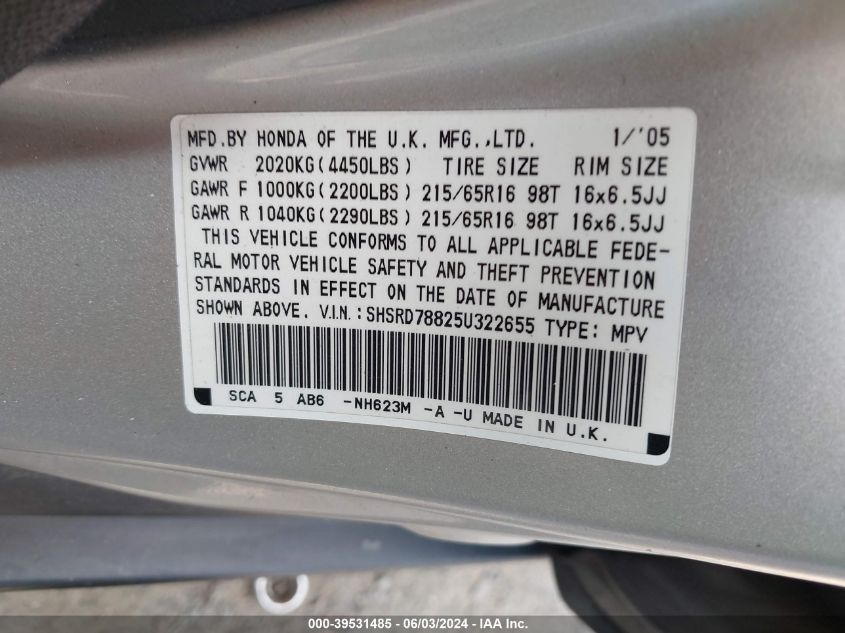 MFD.BY HONDA OF THE U.K. MFG.,LTD. 1/'05
GVWR 2020KG(4450LBS) TIRE SIZE RIM SIZE
GAWR F 1000KG(2200LBS) 215/65R16 98T 16x6.5JJ
GAWR R 1040KG(2290LBS) 215/65R16 98T 16x6.5JJ
THIS VEHICLE CONFORMS TO ALL APPLICABLE FEDE-
RAL MOTOR VEHICLE SAFETY AND THEFT PREVENTION
STANDARDS IN EFFECT ON THE DATE OF MANUFACTURE
SHOWN ABOVE. V.I.N.:SHSRD78825U322655 TYPE: MPV
SCA 5 AB6 -NH623M -A -U MADE IN U.K.
000-39531485 - 06/03/2024 - IAA Inc.